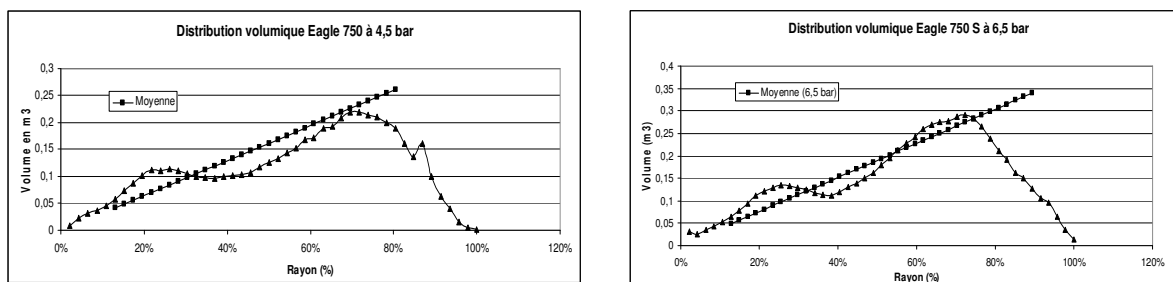 Distribution volumique Eagle 750 à 4,5 bar
0,3
0,25
0,2
0,15
0,1
0,05
0
Volume en m3
Moyenne
0% 20% 40% 60% 80% 100% 120%
Rayon (%)
Distribution volumique Eagle 750 S à 6,5 bar
0,4
0,35
0,3
0,25
0,2
0,15
0,1
0,05
0
Volume (m3)
Moyenne (6,5 bar)
0% 20% 40% 60% 80% 100% 120%
Rayon (%)